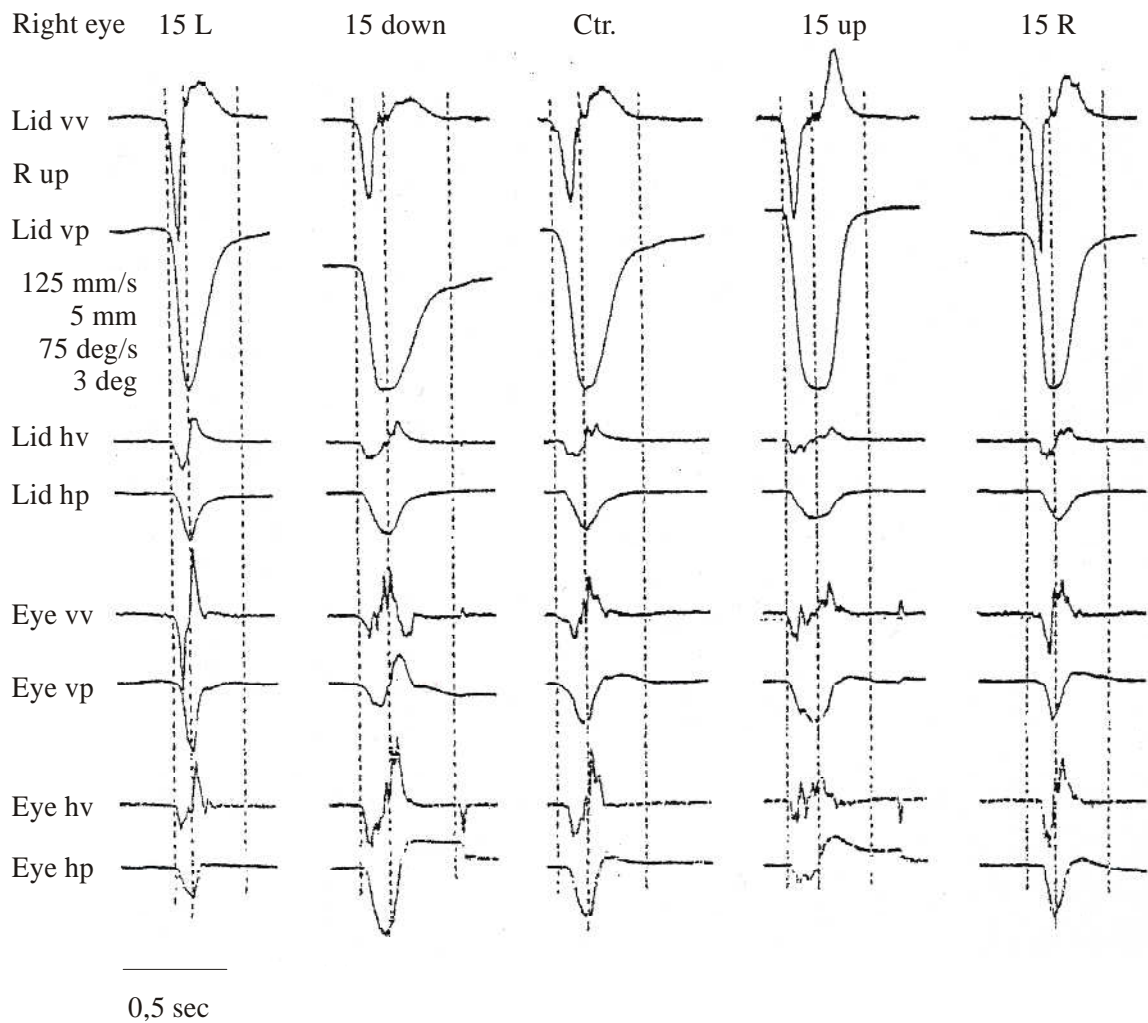 Right eye 15 L 15 down Ctr. 15 up 15 R
Lid vv
R up
Lid vp
125 mm/s
5 mm
75 deg/s
3 deg
Lid hv
Lid hp
Eye vv
Eye vp
Eye hv
Eye hp
0,5 sec